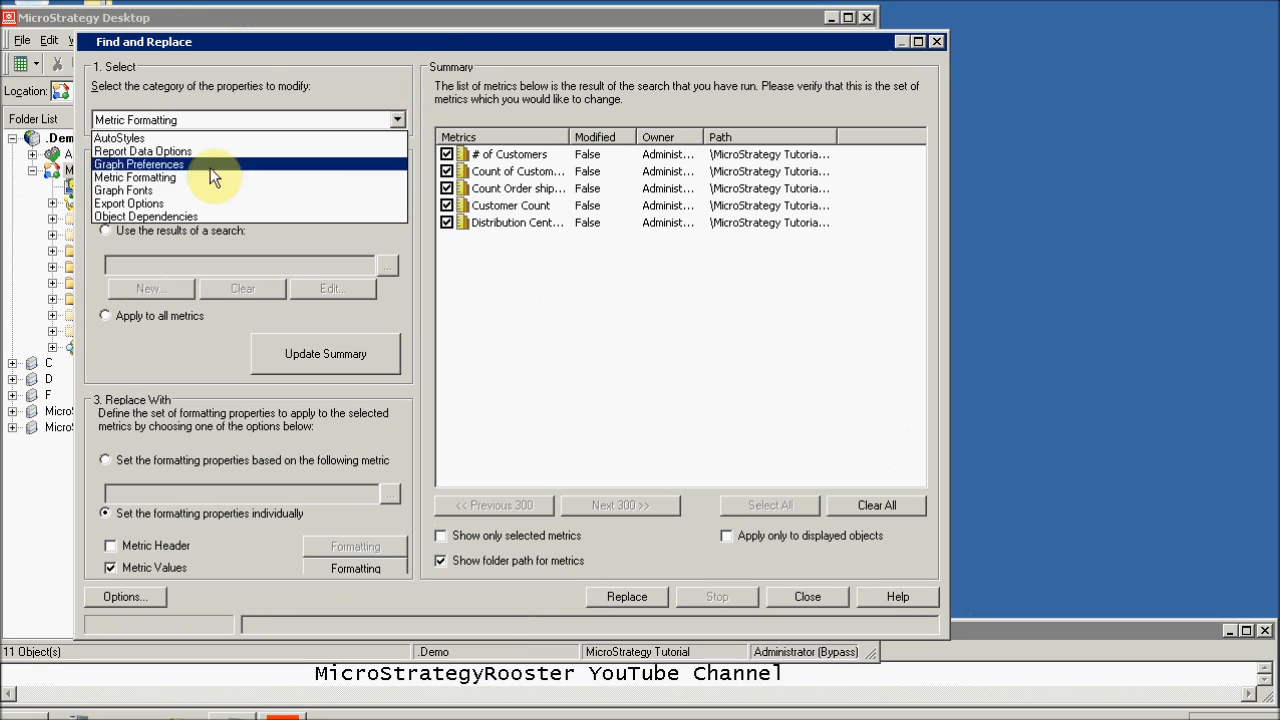 MicroStrategy Desktop
File Edit
Find and Replace
Location:
Folder List
.Dem
A
M
C
D
F
Micro
Micro
1. Select
Select the category of the properties to modify:
Metric Formatting
AutoStyles
Report Data Options
Graph Preferences
Metric Formatting
Graph Fonts
Export Options
Object Dependencies
Use the results of a search:
...
New... Clear Edit...
Apply to all metrics
Update Summary
3. Replace With
Define the set of formatting properties to apply to the selected
metrics by choosing one of the options below:
Set the formatting properties based on the following metric
...
Set the formatting properties individually
Metric Header Formatting
Metric Values Formatting
Summary
The list of metrics below is the result of the search that you have run. Please verify that this is the set of
metrics which you would like to change.
Metrics Modified Owner Path
# of Customers False Administ... \MicroStrategy Tutoria...
Count of Custom... False Administ... \MicroStrategy Tutoria...
Count Order ship... False Administ... \MicroStrategy Tutoria...
Customer Count False Administ... \MicroStrategy Tutoria...
Distribution Cent... False Administ... \MicroStrategy Tutoria...
<< Previous 300 Next 300 >> Select All Clear All
Show only selected metrics Apply only to displayed objects
Show folder path for metrics
Options... Replace Stop Close Help
11 Object(s) .Demo MicroStrategy Tutorial Administrator (Bypass)
MicroStrategyRooster YouTube Channel